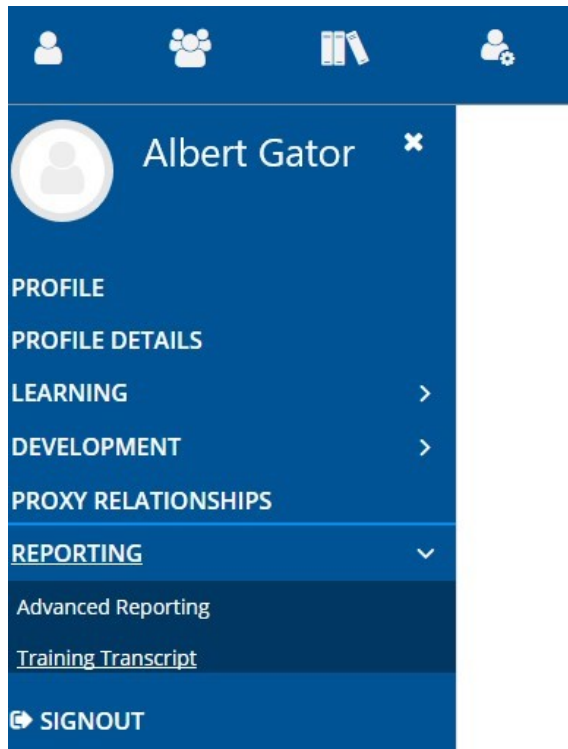 Albert Gator
PROFILE
PROFILE DETAILS
LEARNING
DEVELOPMENT
PROXY RELATIONSHIPS
REPORTING
Advanced Reporting
Training Transcript
SIGNOUT